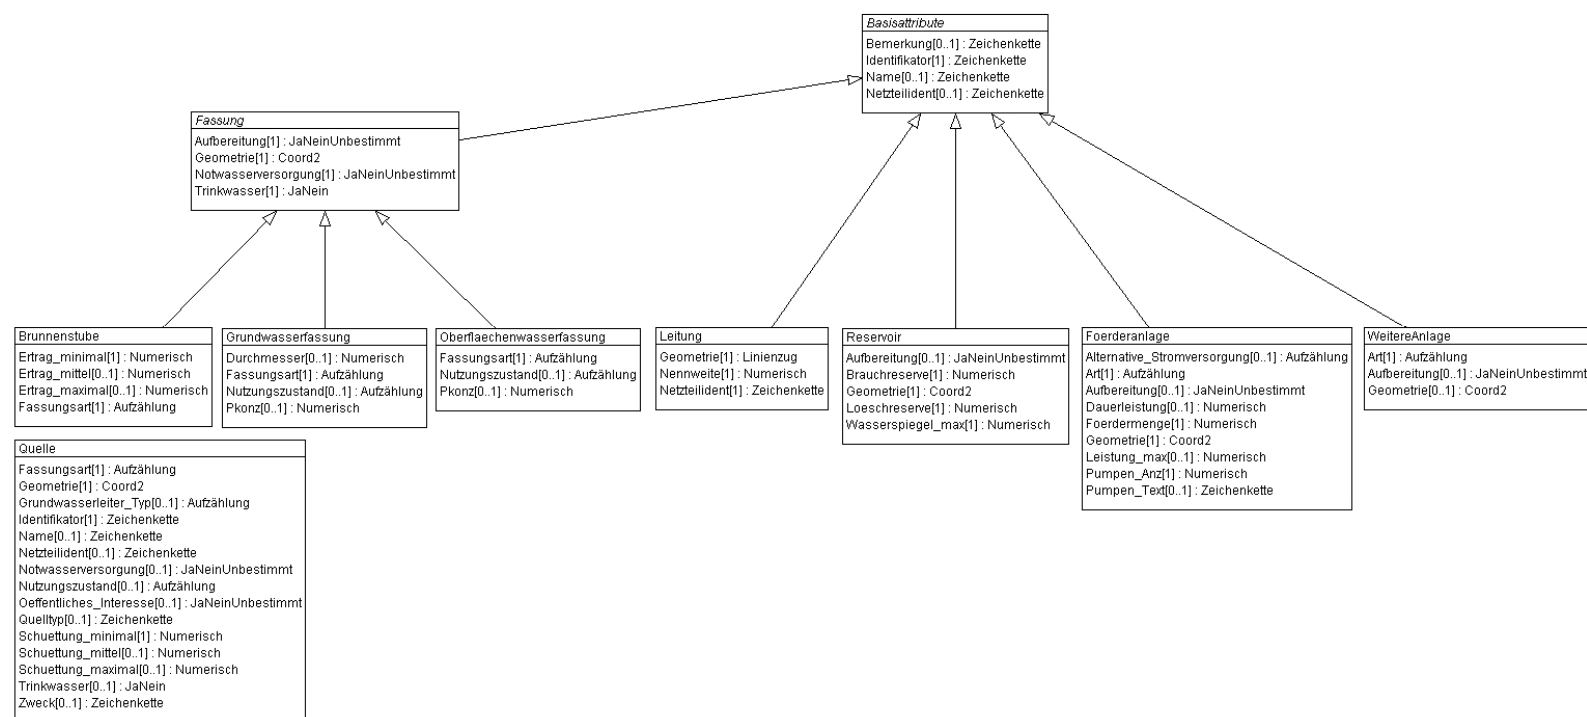 Basisattribute
Bemerkung[0..1] : Zeichenkette
Identifikator[1] : Zeichenkette
Name[0..1] : Zeichenkette
Netzteilident[0..1] : Zeichenkette
Fassung
Aufbereitung[1] : JaNeinUnbestimmt
Geometrie[1] : Coord2
Notwasserversorgung[1] : JaNeinUnbestimmt
Trinkwasser[1] : JaNein
Brunnenstube
Ertrag_minimal[1] : Numerisch
Ertrag_mittel[0..1] : Numerisch
Ertrag_maximal[0..1] : Numerisch
Fassungsart[1] : Aufzählung
Grundwasserfassung
Durchmesser[0..1] : Numerisch
Fassungsart[1] : Aufzählung
Nutzungszustand[0..1] : Aufzählung
Pkonz[0..1] : Numerisch
Oberflaechenwasserfassung
Fassungsart[1] : Aufzählung
Nutzungszustand[0..1] : Aufzählung
Pkonz[0..1] : Numerisch
Leitung
Geometrie[1] : Linienzug
Nennweite[1] : Numerisch
Netzteilident[1] : Zeichenkette
Reservoir
Aufbereitung[0..1] : JaNeinUnbestimmt
Brauchreserve[1] : Numerisch
Geometrie[1] : Coord2
Loeschreserve[1] : Numerisch
Wasserspiegel_max[1] : Numerisch
Foerderanlage
Alternative_Stromversorgung[0..1] : Aufzählung
Art[1] : Aufzählung
Aufbereitung[0..1] : JaNeinUnbestimmt
Dauerleistung[0..1] : Numerisch
Foerdermenge[1] : Numerisch
Geometrie[1] : Coord2
Leistung_max[0..1] : Numerisch
Pumpen_Anz[1] : Numerisch
Pumpen_Text[0..1] : Zeichenkette
WeitereAnlage
Art[1] : Aufzählung
Aufbereitung[0..1] : JaNeinUnbestimmt
Geometrie[0..1] : Coord2
Quelle
Fassungsart[1] : Aufzählung
Geometrie[1] : Coord2
Grundwasserleiter_Typ[0..1] : Aufzählung
Identifikator[1] : Zeichenkette
Name[0..1] : Zeichenkette
Netzteilident[0..1] : Zeichenkette
Notwasserversorgung[0..1] : JaNeinUnbestimmt
Nutzungszustand[0..1] : Aufzählung
Oeffentliches_Interesse[0..1] : JaNeinUnbestimmt
Quelltyp[0..1] : Zeichenkette
Schuettung_minimal[1] : Numerisch
Schuettung_mittel[0..1] : Numerisch
Schuettung_maximal[0..1] : Numerisch
Trinkwasser[0..1] : JaNein
Zweck[0..1] : Zeichenkette